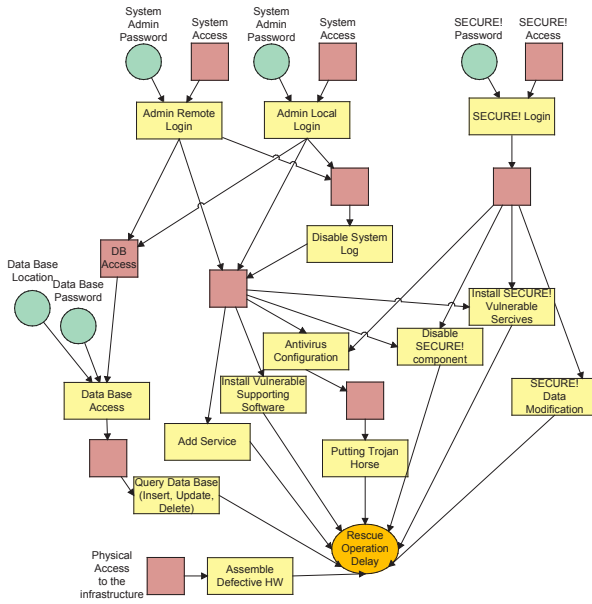 System
Admin
Password
System
Access
System
Admin
Password
System
Access
SECURE!
Password
SECURE!
Access
Admin Remote
Login
Admin Local
Login
SECURE! Login
DB
Access
Disable System
Log
Data Base
Location
Data Base
Password
Install SECURE!
Vulnerable
Sercives
Antivirus
Configuration
Disable
SECURE!
component
Data Base
Access
Install Vulnerable
Supporting
Software
SECURE!
Data
Modification
Add Service
Putting Trojan
Horse
Query Data Base
(Insert, Update,
Delete)
Rescue
Operation
Delay
Physical
Access
to the
infrastructure
Assemble
Defective HW